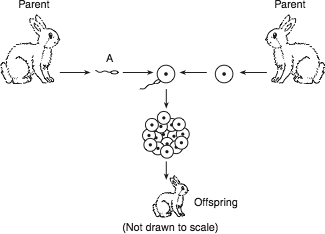 Parent
Parent
A
Offspring
(Not drawn to scale)